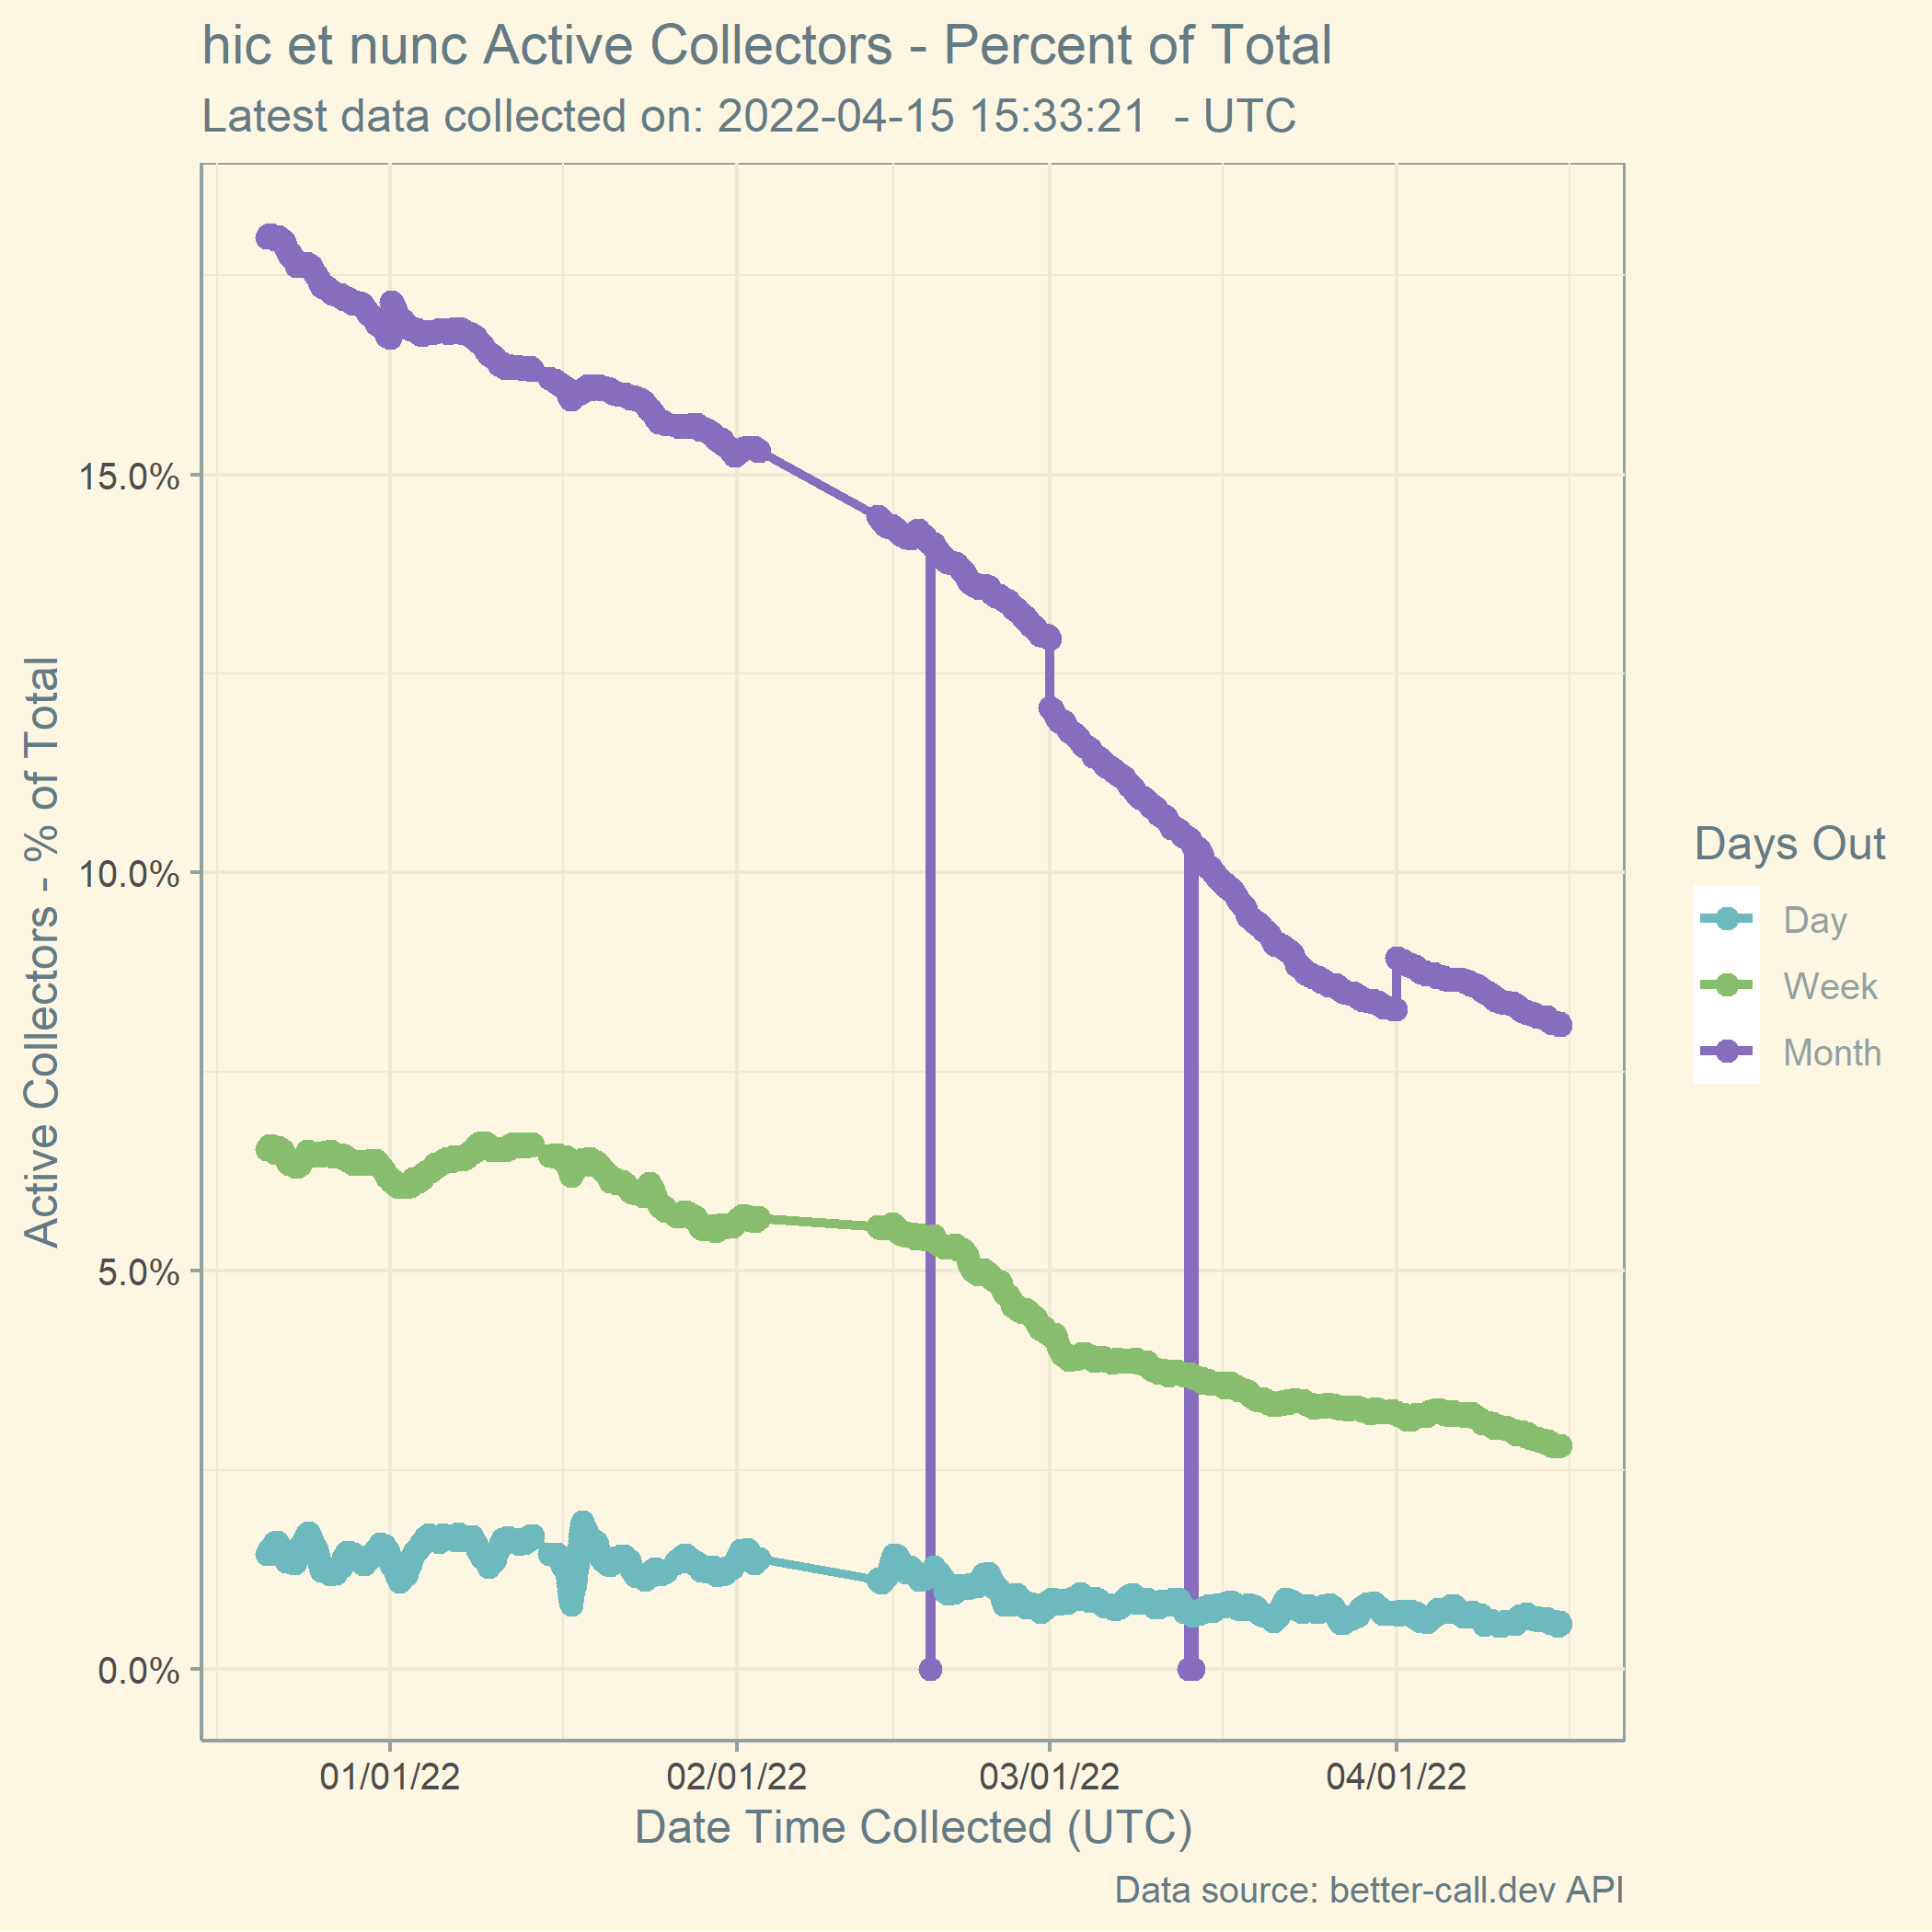 hic et nunc Active Collectors - Percent of Total
Latest data collected on: 2022-04-15 15:33:21  - UTC
Active Collectors - % of Total
15.0%
10.0%
5.0%
0.0%
01/01/22
02/01/22
03/01/22
04/01/22
Date Time Collected (UTC)
Days Out
Day
Week
Month
Data source: better-call.dev API